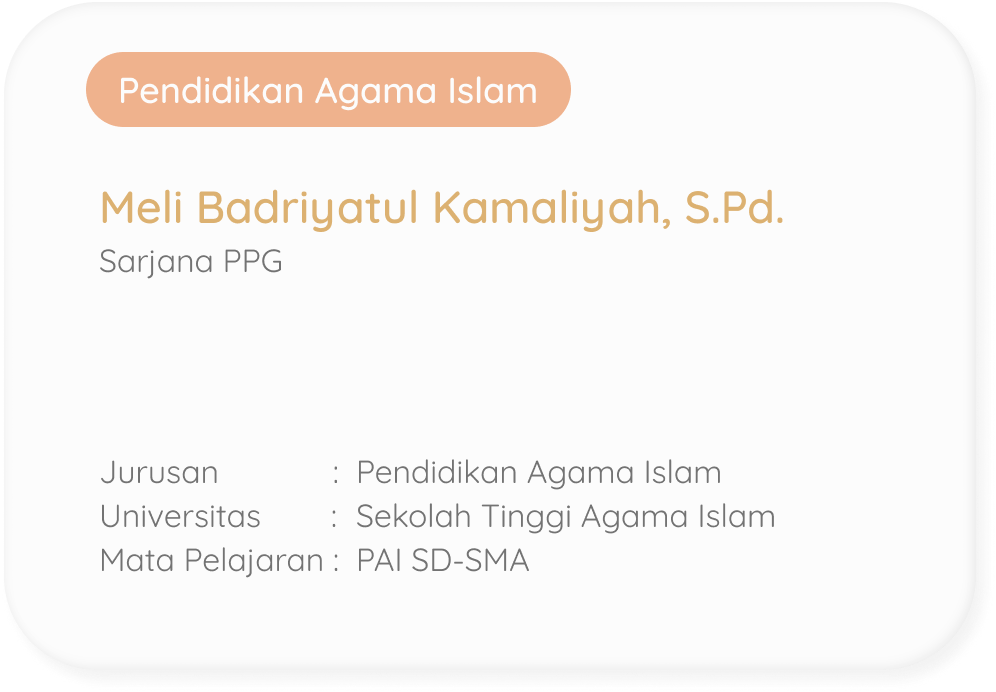 Pendidikan Agama Islam
Meli Badriyatul Kamaliyah, S.Pd.
Sarjana PPG
Jurusan : Pendidikan Agama Islam
Universitas : Sekolah Tinggi Agama Islam
Mata Pelajaran : PAI SD-SMA